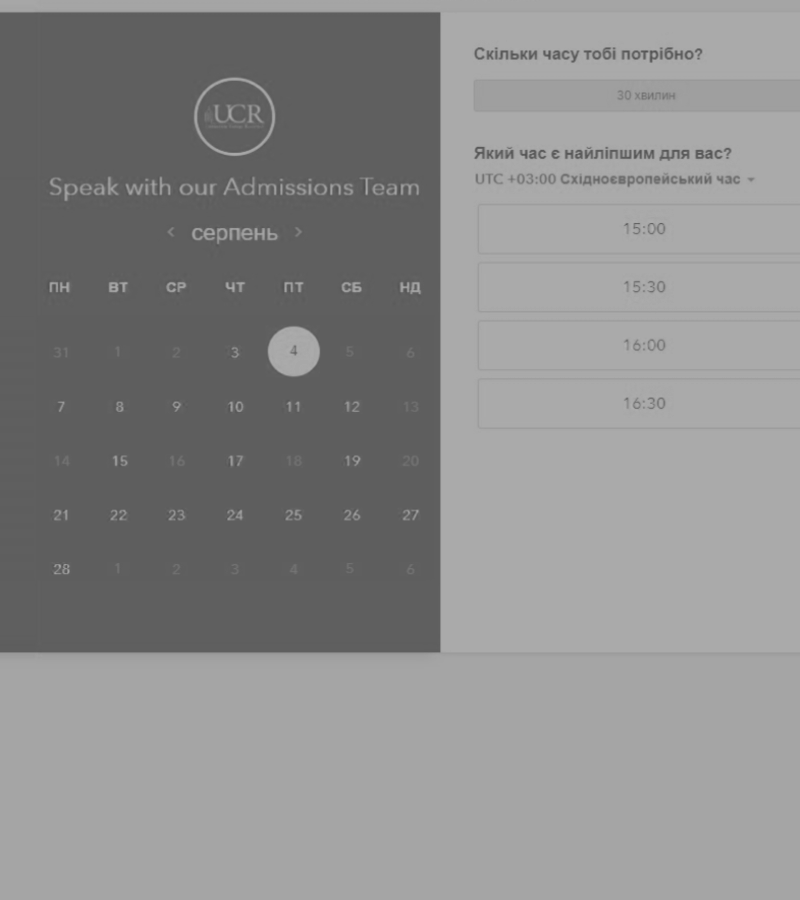 UCR
Speak with our Admissions Team
‹ серпень ›
ПН ВТ СР ЧТ ПТ СБ НД
31 1 2 3 4 5 6
7 8 9 10 11 12 13
14 15 16 17 18 19 20
21 22 23 24 25 26 27
28 1 2 3 4 5 6
Скільки часу тобі потрібно?
30 хвилин
Який час є найліпшим для вас?
UTC +03:00 Східноєвропейський час
15:00
15:30
16:00
16:30